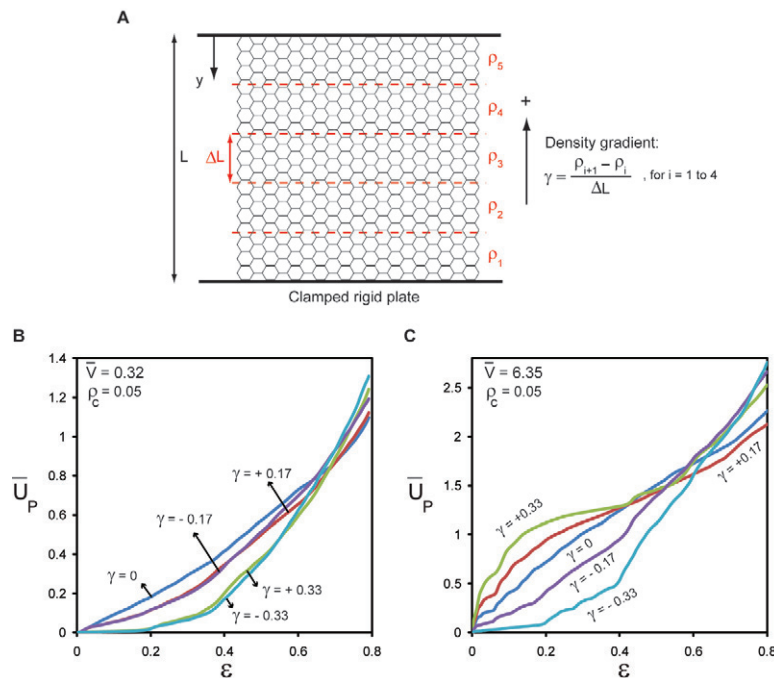 A
y
L
ΔL
ρ5
ρ4
ρ3
ρ2
ρ1
+
Density gradient:
γ = (ρi+1 − ρi) / ΔL , for i = 1 to 4
Clamped rigid plate
B
V̅ = 0.32
ρc = 0.05
1.4
1.2
1
0.8
0.6
0.4
0.2
0
U̅P
γ = + 0.17
γ = - 0.17
γ = 0
γ = + 0.33
γ = - 0.33
0 0.2 0.4 0.6 0.8
ε
C
V̅ = 6.35
ρc = 0.05
2.5
2
1.5
1
0.5
0
U̅P
γ = +0.33
γ = +0.17
γ = 0
γ = - 0.17
γ = - 0.33
0 0.2 0.4 0.6 0.8
ε